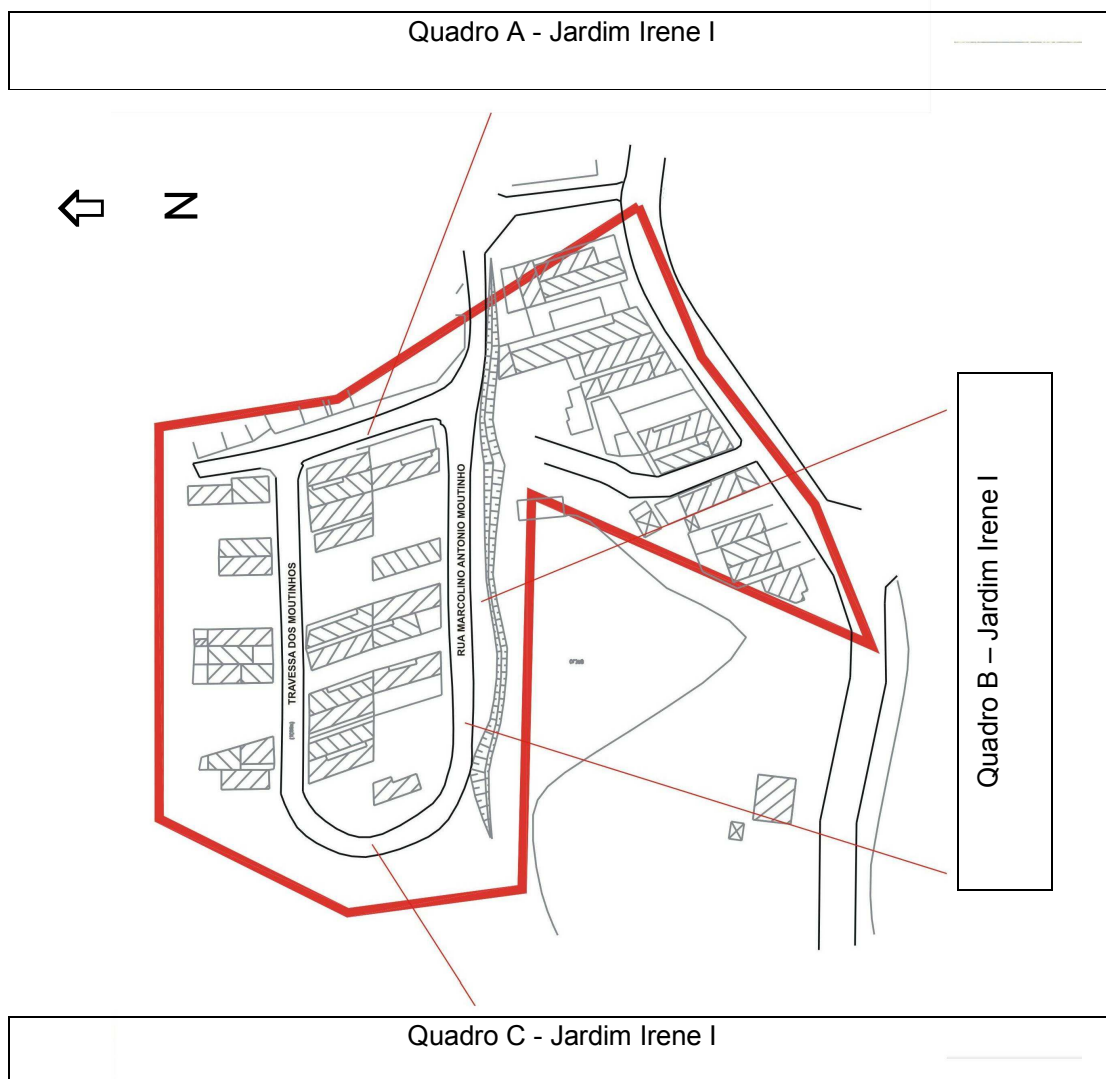 Quadro A - Jardim Irene I
N
TRAVESSA DOS MOUTINHOS
RUA MARCOLINO ANTONIO MOUTINHO
Quadro B – Jardim Irene I
Quadro C - Jardim Irene I